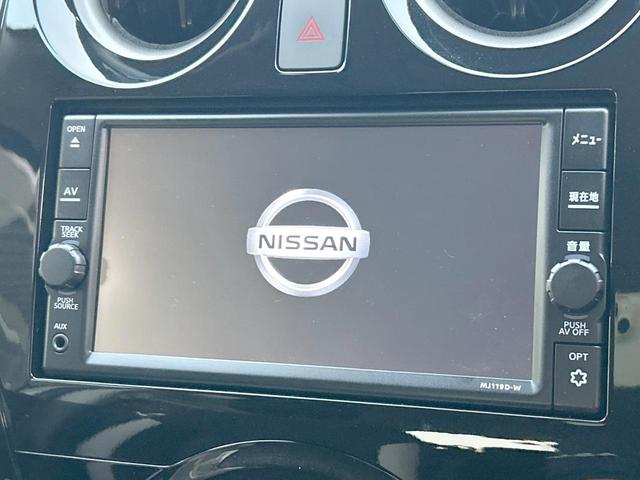 OPEN
AV
TRACK
SEEK
PUSH
SOURCE
AUX
NISSAN
メニュー
現在地
音量
PUSH
AV OFF
OPT
MJ119D-W